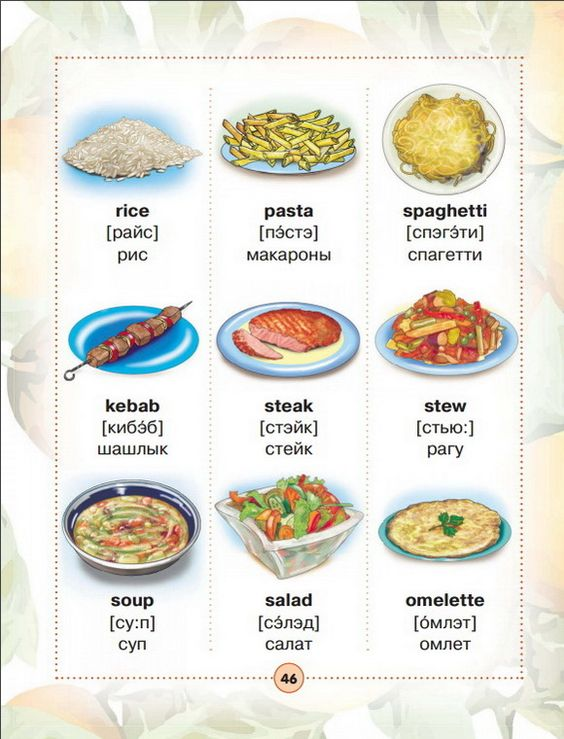 rice
[райс]
рис
pasta
[пэ́стэ]
макароны
spaghetti
[спэгэ́ти]
спагетти
kebab
[кибэ́б]
шашлык
steak
[стэйк]
стейк
stew
[стью:]
рагу
soup
[су:п]
суп
salad
[сэ́лэд]
салат
omelette
[о́млэт]
омлет
46